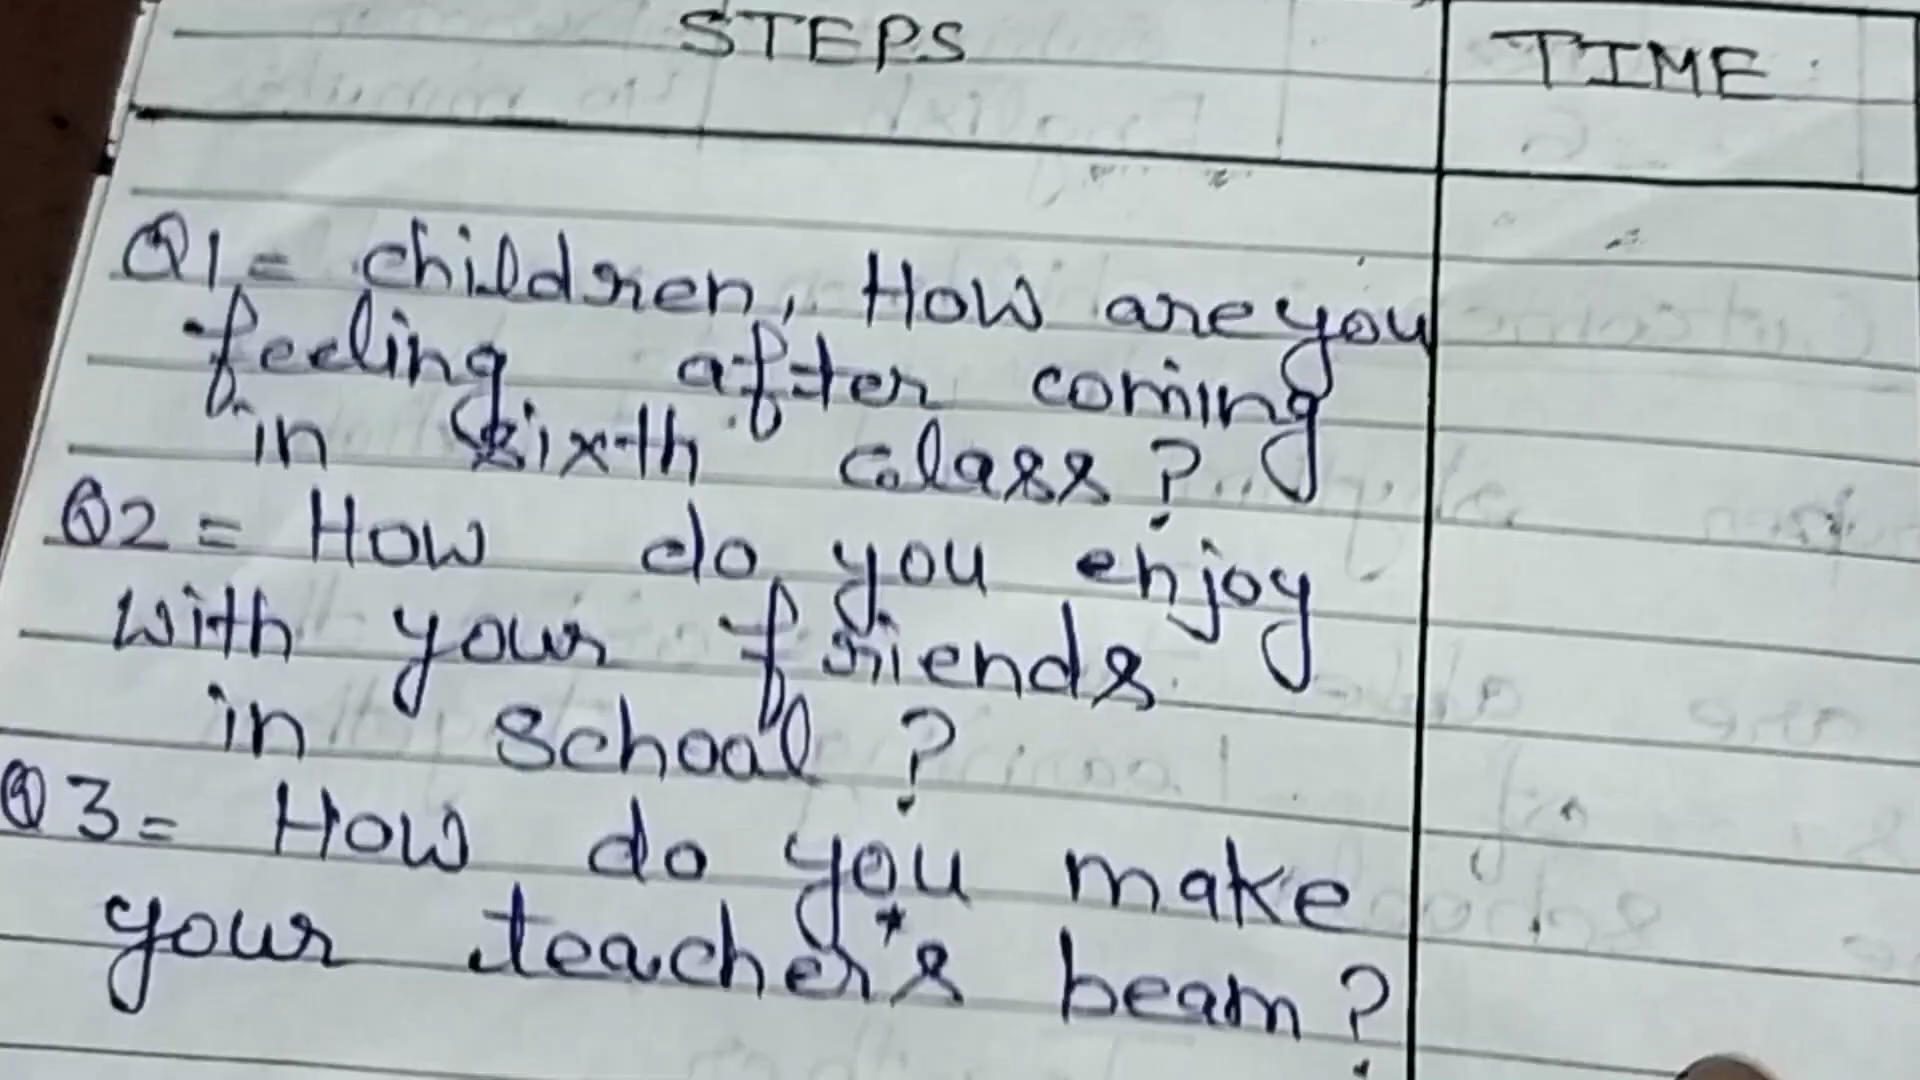 STEPS TIME
Q1= children, How are you
feeling after coming
in sixth class?
Q2 = How do you enjoy
with your friends
in school?
Q3= How do you make
your teacher's beam?